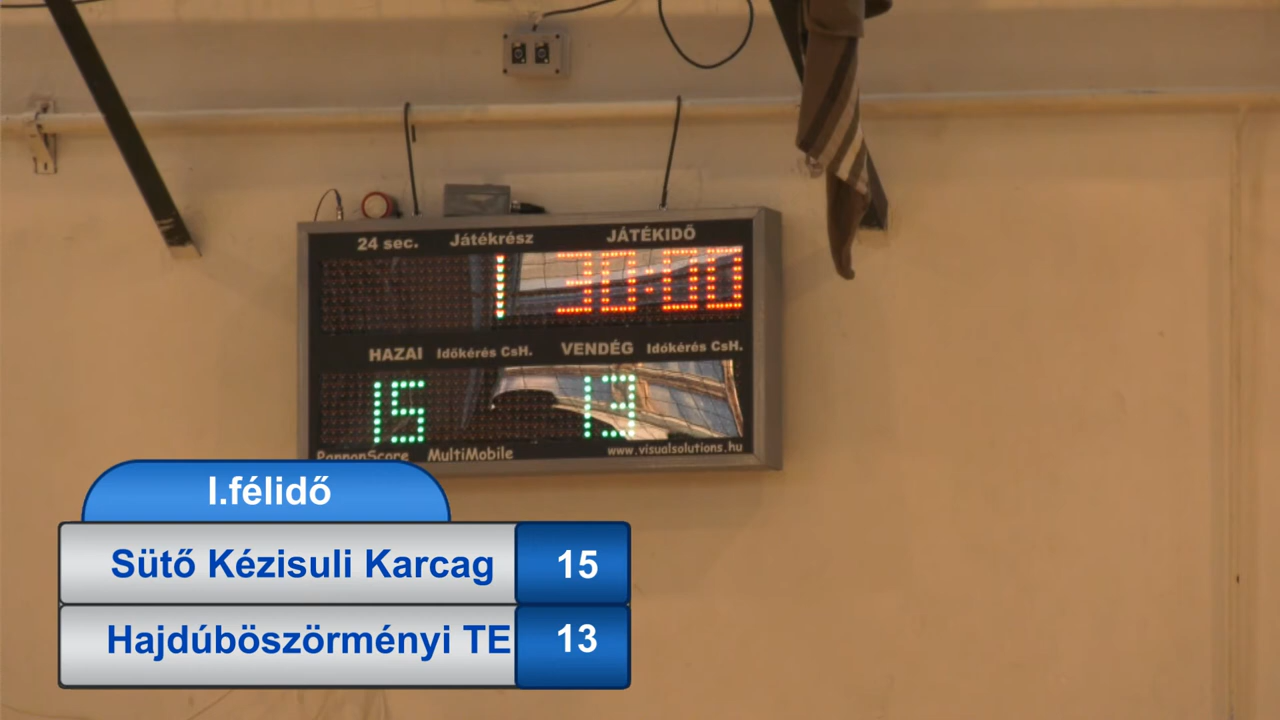 24 sec. Játékrész JÁTÉKIDŐ
1 30:00
HAZAI Időkérés CsH. VENDÉG Időkérés CsH.
15 13
PannonScore MultiMobile www.visualsolutions.hu
I.félidő
Sütő Kézisuli Karcag 15
Hajdúböszörményi TE 13